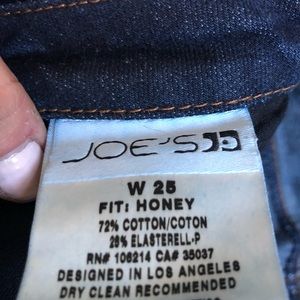 JOE'S
W 25
FIT: HONEY
72% COTTON/COTON
28% ELASTERELL-P
RN# 106214 CA# 35037
DESIGNED IN LOS ANGELES
DRY CLEAN RECOMMENDED